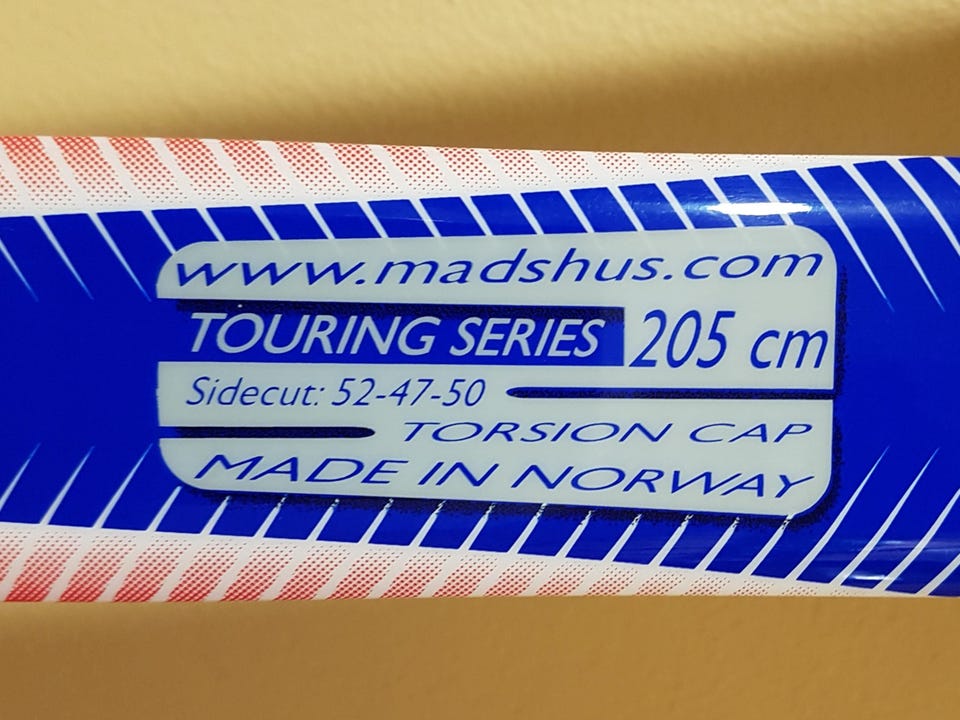 www.madshus.com
TOURING SERIES 205 cm
Sidecut: 52-47-50
TORSION CAP
MADE IN NORWAY